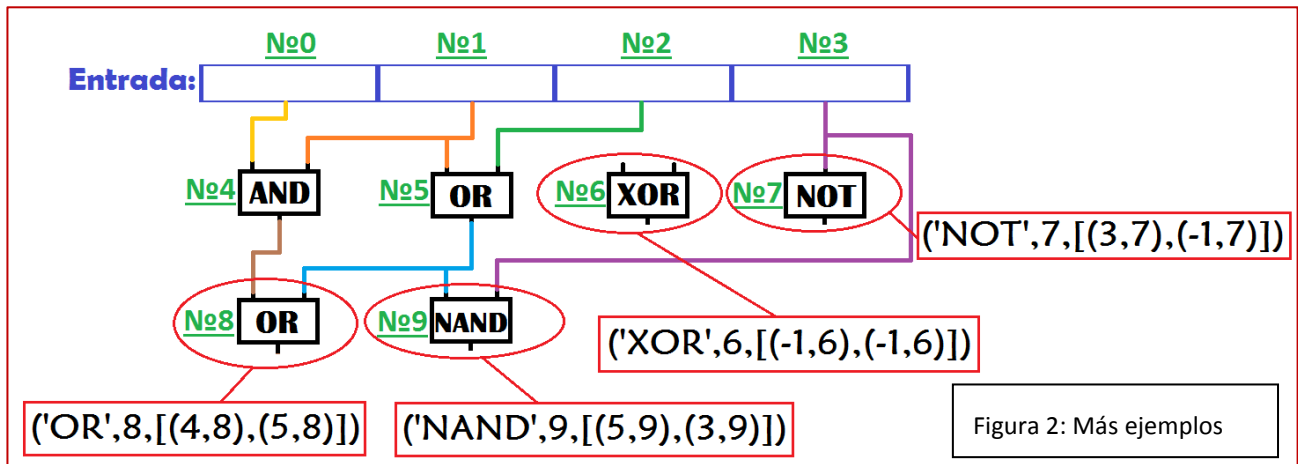 №0 №1 №2 №3
Entrada:
№4 AND №5 OR №6 XOR №7 NOT
('NOT',7,[(3,7),(-1,7)])
№8 OR №9 NAND
('XOR',6,[(-1,6),(-1,6)])
('OR',8,[(4,8),(5,8)]) ('NAND',9,[(5,9),(3,9)])
Figura 2: Más ejemplos